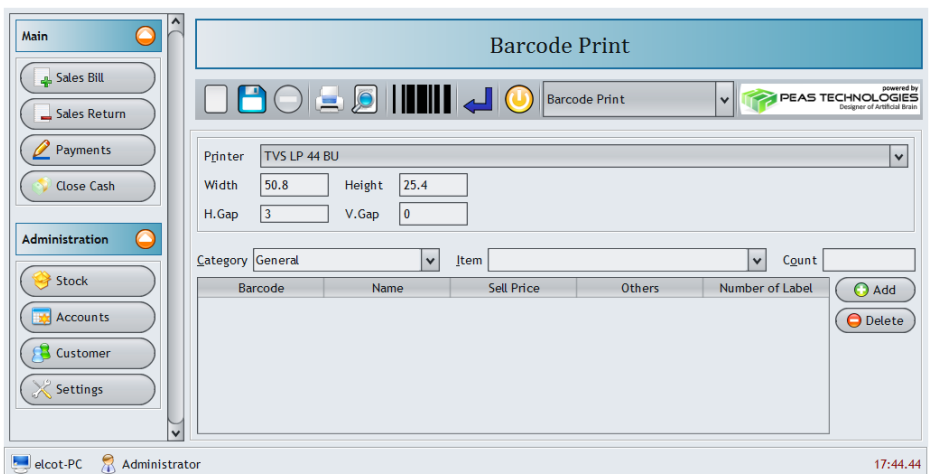 Main
Sales Bill
Sales Return
Payments
Close Cash
Administration
Stock
Accounts
Customer
Settings
Barcode Print
Barcode Print
powered by
PEAS TECHNOLOGIES
Designer of Artificial Brain
Printer TVS LP 44 BU
Width 50.8 Height 25.4
H.Gap 3 V.Gap 0
Category General Item Count
Barcode Name Sell Price Others Number of Label
Add
Delete
elcot-PC Administrator 17:44.44